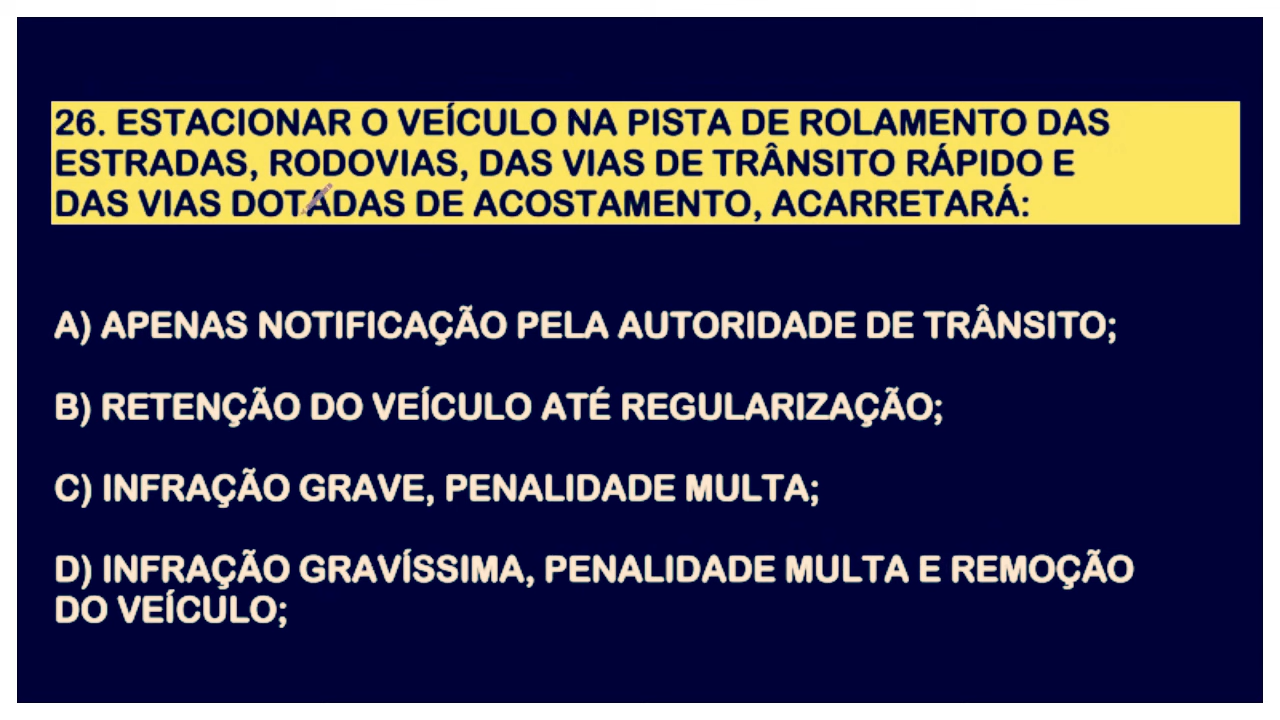 26. ESTACIONAR O VEÍCULO NA PISTA DE ROLAMENTO DAS
ESTRADAS, RODOVIAS, DAS VIAS DE TRÂNSITO RÁPIDO E
DAS VIAS DOTADAS DE ACOSTAMENTO, ACARRETARÁ:
A) APENAS NOTIFICAÇÃO PELA AUTORIDADE DE TRÂNSITO;
B) RETENÇÃO DO VEÍCULO ATÉ REGULARIZAÇÃO;
C) INFRAÇÃO GRAVE, PENALIDADE MULTA;
D) INFRAÇÃO GRAVÍSSIMA, PENALIDADE MULTA E REMOÇÃO
DO VEÍCULO;